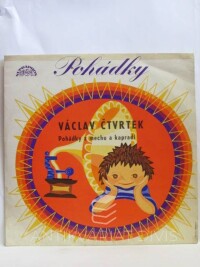 Pohádky
VÁCLAV ČTVRTEK
Pohádky z mechu a kapradí